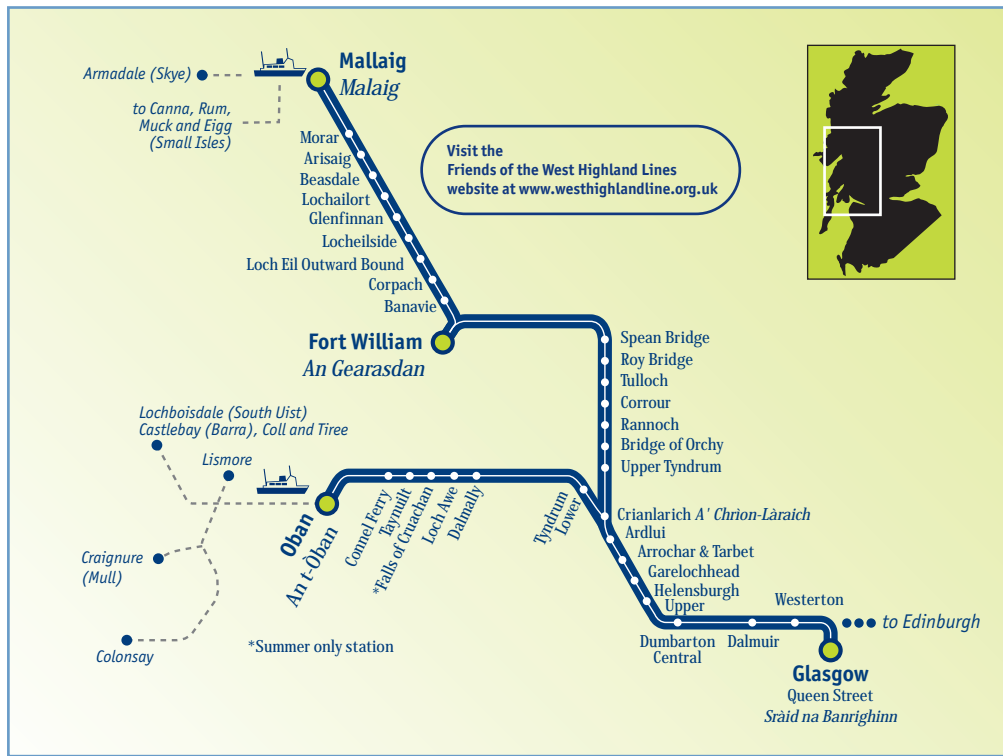 Mallaig
Malaig
Armadale (Skye)
to Canna, Rum,
Muck and Eigg
(Small Isles)
Morar
Arisaig
Beasdale
Lochailort
Glenfinnan
Locheilside
Loch Eil Outward Bound
Corpach
Banavie
Visit the
Friends of the West Highland Lines
website at www.westhighlandline.org.uk
Fort William
An Gearasdan
Spean Bridge
Roy Bridge
Tulloch
Corrour
Rannoch
Bridge of Orchy
Upper Tyndrum
Lochboisdale (South Uist)
Castlebay (Barra), Coll and Tiree
Lismore
Craignure
(Mull)
Colonsay
Oban
An t-Òban
Connel Ferry
Taynuilt
*Falls of Cruachan
Loch Awe
Dalmally
Tyndrum
Lower
Crianlarich A' Chrion-Làraich
Ardlui
Arrochar & Tarbet
Garelochhead
Helensburgh
Upper
Dumbarton
Central
Dalmuir
Westerton
to Edinburgh
Glasgow
Queen Street
Sràid na Banrighinn
*Summer only station